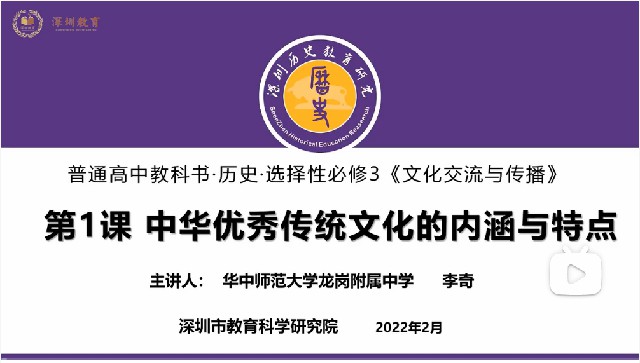 深圳教育
深圳历史教育研究
曆史
ShenZhen Historical Education Research
普通高中教科书·历史·选择性必修3《文化交流与传播》
第1课 中华优秀传统文化的内涵与特点
主讲人： 华中师范大学龙岗附属中学 李奇
深圳市教育科学研究院 2022年2月